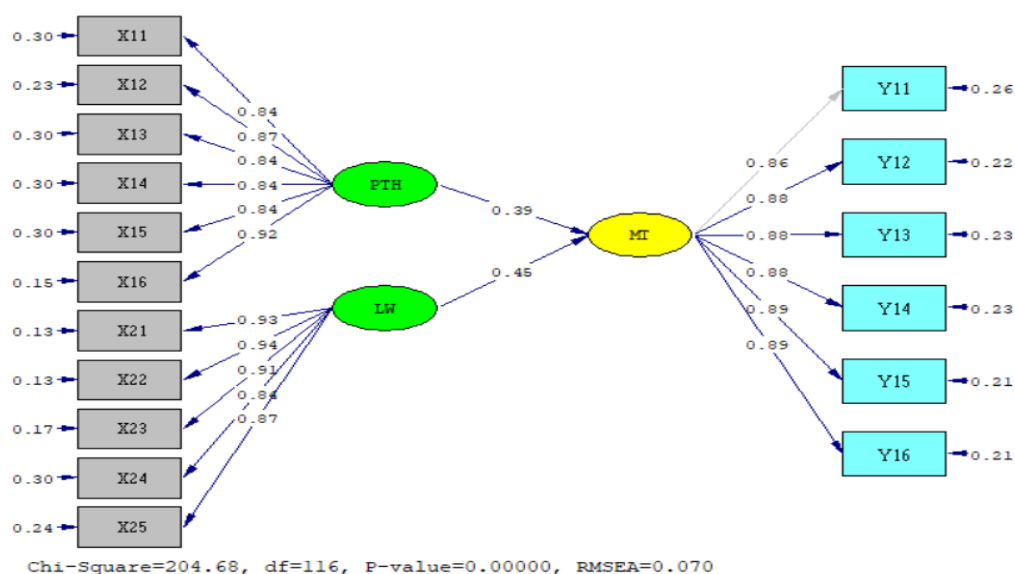 0.30 X11
0.23 X12
0.30 X13
0.30 X14
0.30 X15
0.15 X16
0.13 X21
0.13 X22
0.17 X23
0.30 X24
0.24 X25
0.84
0.87
0.84
0.84
0.84
0.92
0.93
0.94
0.91
0.84
0.87
PTH
LW
0.39
0.45
MT
0.86
0.88
0.88
0.88
0.89
0.89
Y11 0.26
Y12 0.22
Y13 0.23
Y14 0.23
Y15 0.21
Y16 0.21
Chi-Square=204.68, df=116, P-value=0.00000, RMSEA=0.070